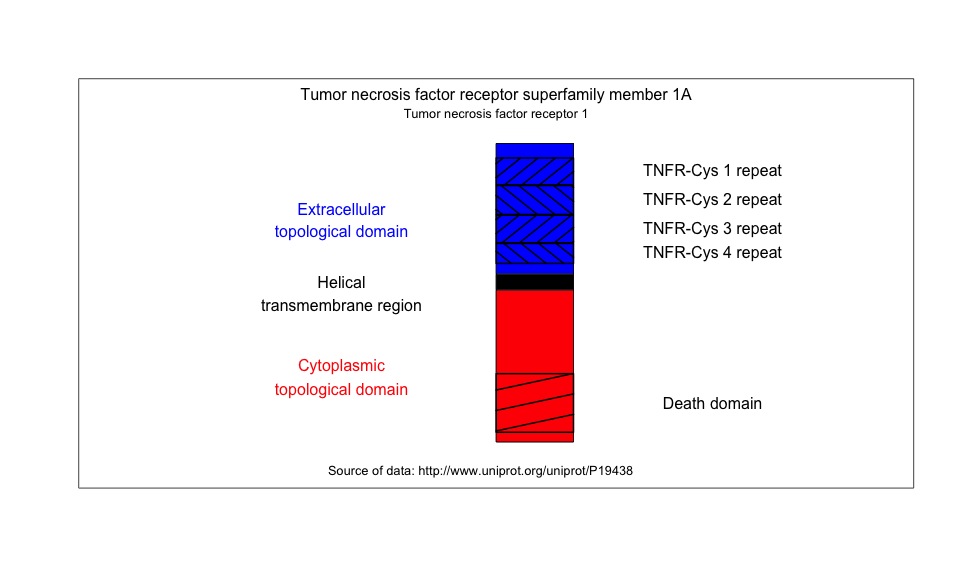 Tumor necrosis factor receptor superfamily member 1A
Tumor necrosis factor receptor 1
TNFR-Cys 1 repeat
TNFR-Cys 2 repeat
Extracellular
topological domain
TNFR-Cys 3 repeat
TNFR-Cys 4 repeat
Helical
transmembrane region
Cytoplasmic
topological domain
Death domain
Source of data: http://www.uniprot.org/uniprot/P19438